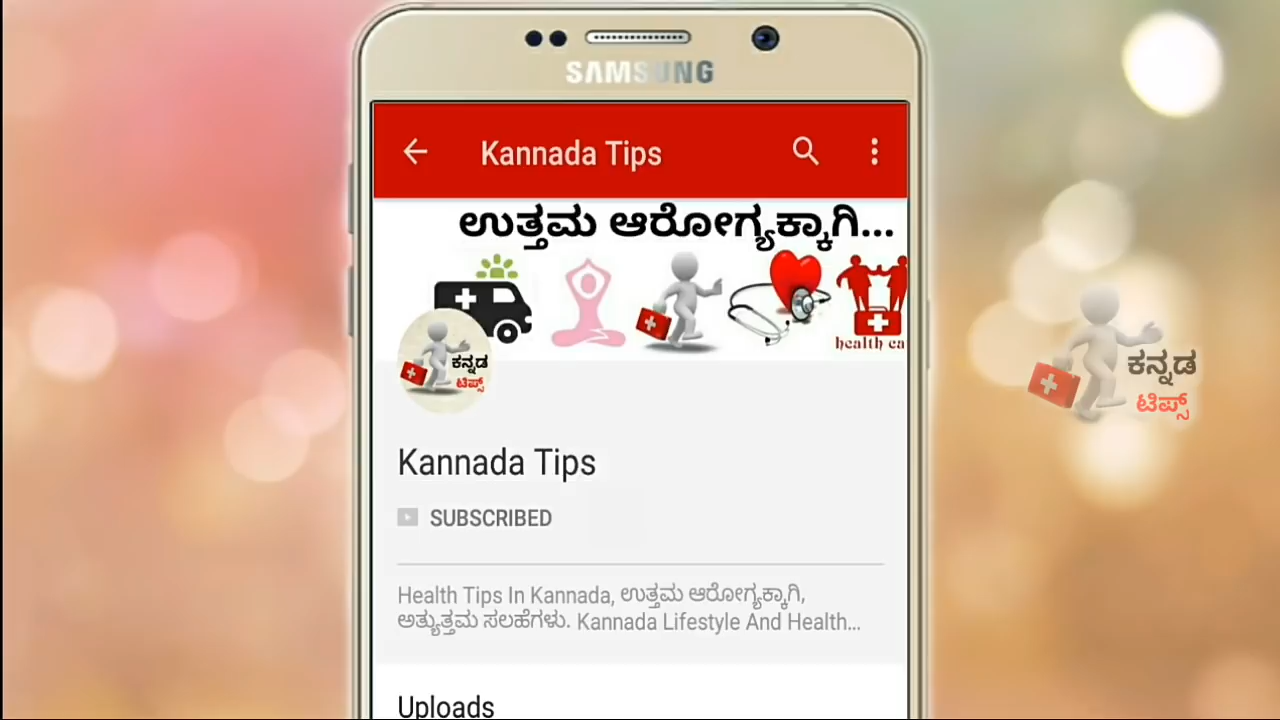 SAMSUNG
Kannada Tips
ಉತ್ತಮ ಆರೋಗ್ಯಕ್ಕಾಗಿ...
health ca
ಕನ್ನಡ
ಟಿಪ್ಸ್
Kannada Tips
SUBSCRIBED
Health Tips In Kannada, ಉತ್ತಮ ಆರೋಗ್ಯಕ್ಕಾಗಿ,
ಅತ್ಯುತ್ತಮ ಸಲಹೆಗಳು. Kannada Lifestyle And Health...
Uploads
ಕನ್ನಡ
ಟಿಪ್ಸ್